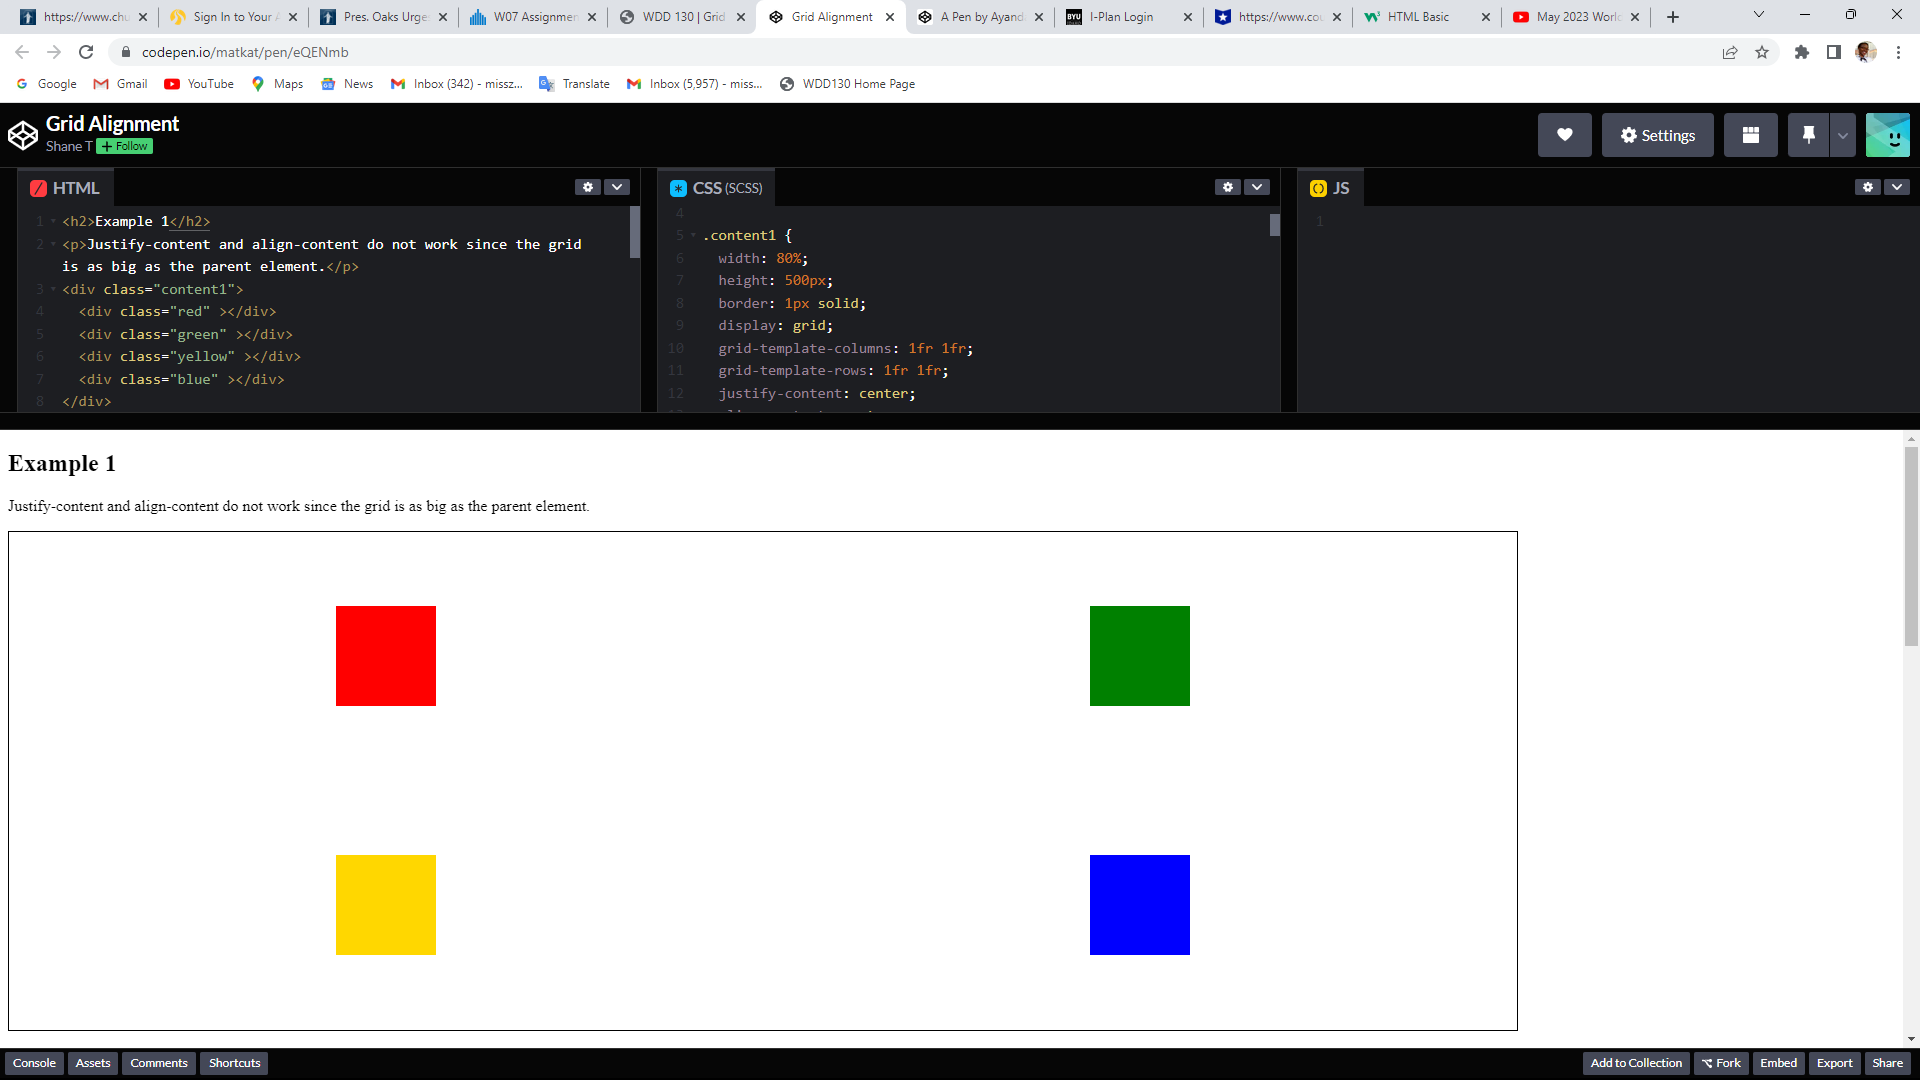 https://www.chu
Sign In to Your
Pres. Oaks Urge
W07 Assignmen
WDD 130 | Grid
Grid Alignment
A Pen by Ayand
I-Plan Login
https://www.cou
HTML Basic
May 2023 Worl
codepen.io/matkat/pen/eQENmb
Google
Gmail
YouTube
Maps
News
Inbox (342) - missz...
Translate
Inbox (5,957) - miss...
WDD130 Home Page
Grid Alignment
Shane T + Follow
Settings
HTML
1 <h2>Example 1</h2>
2 <p>Justify-content and align-content do not work since the grid
is as big as the parent element.</p>
3 <div class="content1">
4 <div class="red" ></div>
5 <div class="green" ></div>
6 <div class="yellow" ></div>
7 <div class="blue" ></div>
8 </div>
CSS (SCSS)
4
5 .content1 {
6 width: 80%;
7 height: 500px;
8 border: 1px solid;
9 display: grid;
10 grid-template-columns: 1fr 1fr;
11 grid-template-rows: 1fr 1fr;
12 justify-content: center;
JS
1
Example 1
Justify-content and align-content do not work since the grid is as big as the parent element.
Console
Assets
Comments
Shortcuts
Add to Collection
Fork
Embed
Export
Share